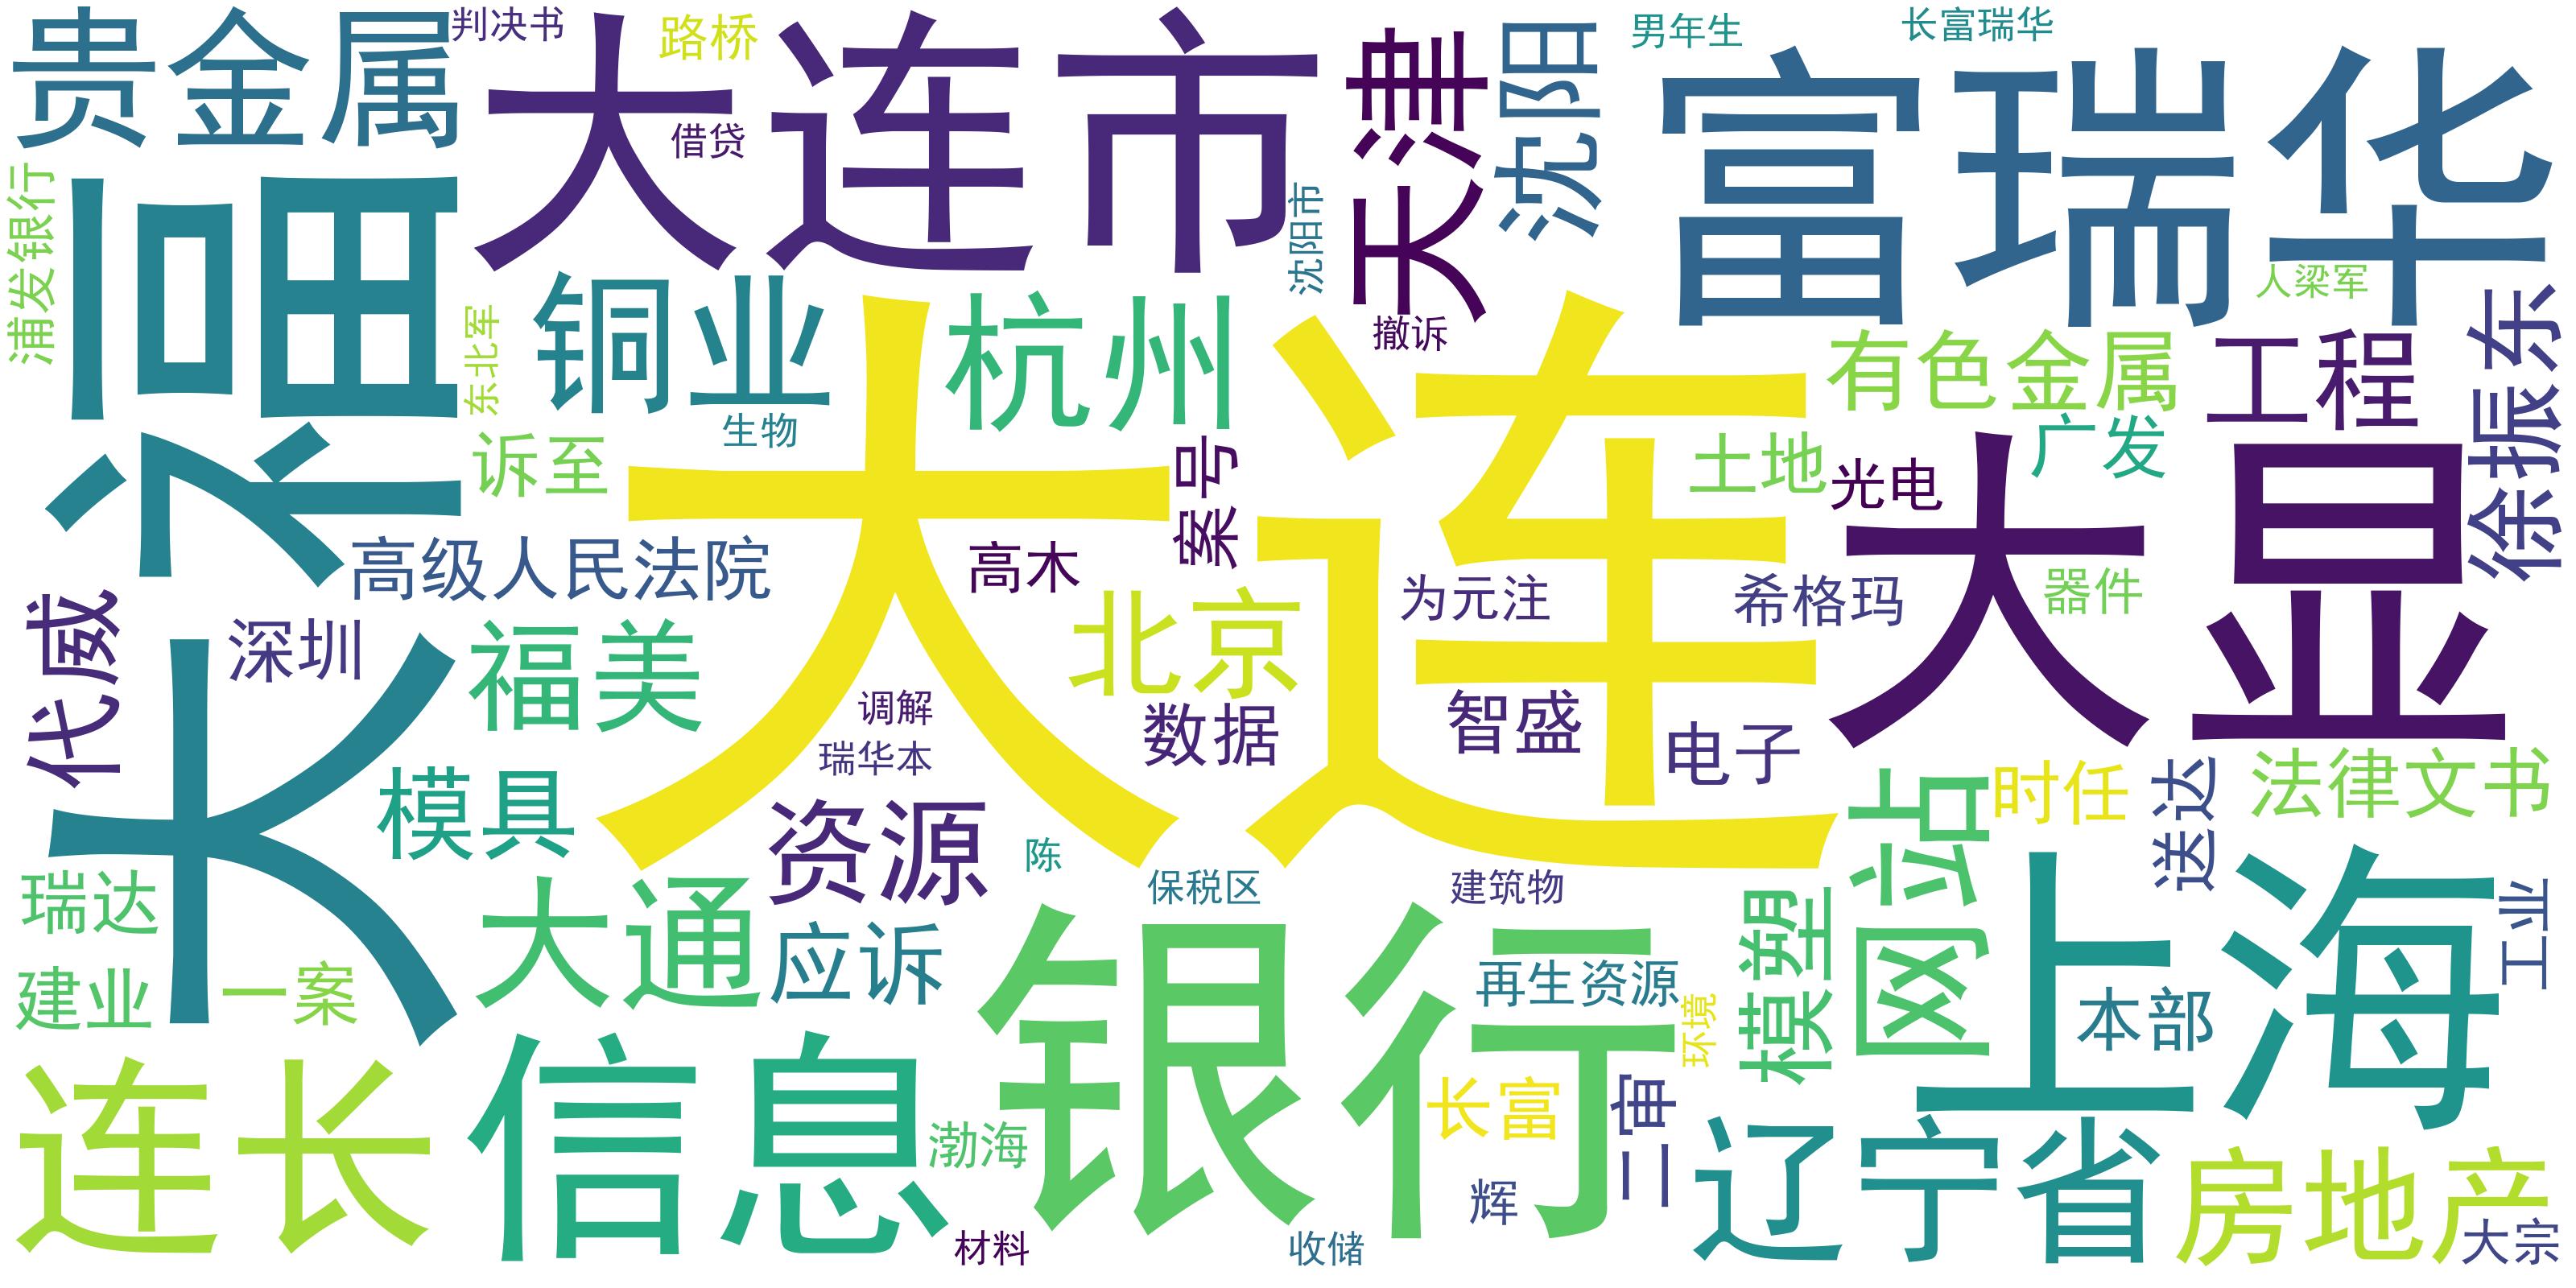 贵金属
判决书
路桥
大连市
借贷
天津
沈阳
男年生
长富瑞华
富瑞华
浦发银行
长福
东北军
铜业
生物
杭州
沈阳市
撤诉
大连
人梁军
有色金属
工程
徐振东
诉至
案号
土地
光电
广发
大显
高级人民法院
高木
为元注
希格玛
器件
代威
深圳
福美
北京
数据
智盛
电子
调解
瑞华本
模具
资源
网站
时任
送达
法律文书
瑞达
大通
应诉
陈
保税区
建筑物
模塑
上海
工业
建业
一案
银行
再生资源
本部
环境
连长
信息
渤海
长富
二审
辽宁省
房地产
辉
材料
收储
大宗